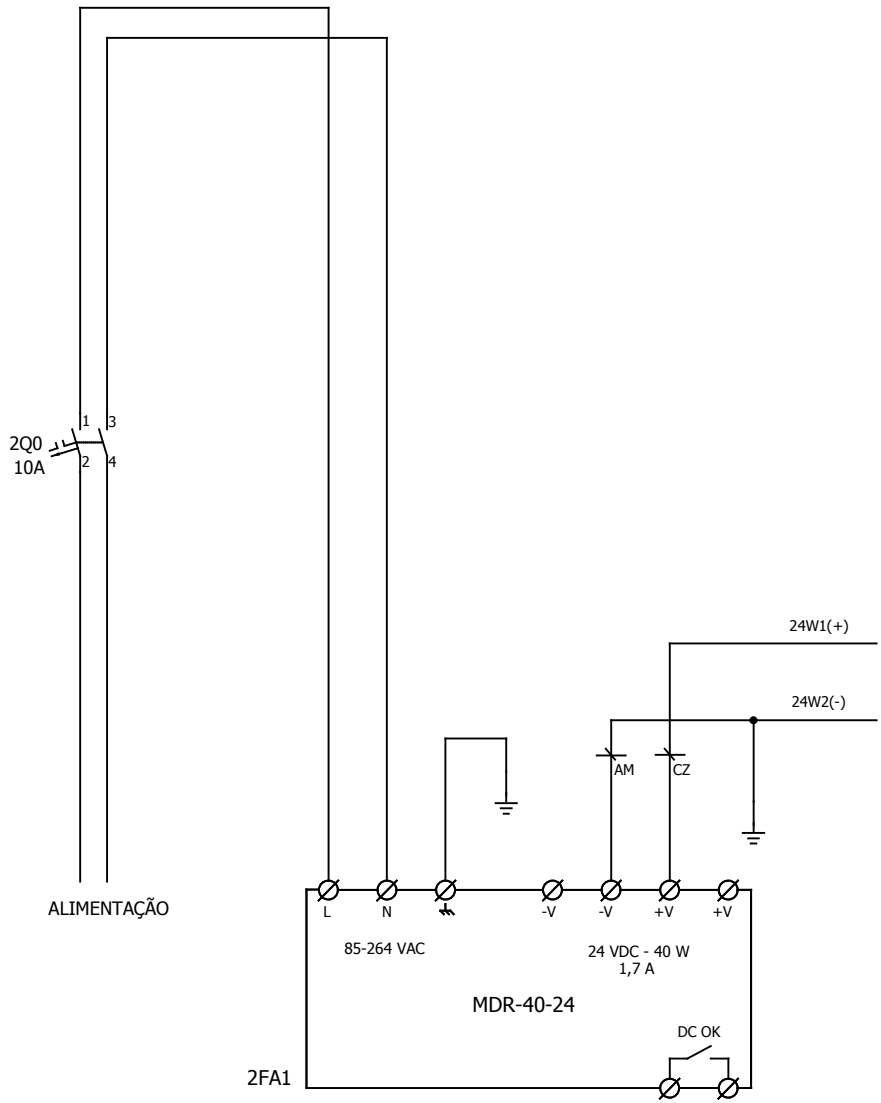 1 3
2Q0
10A
2 4
24W1(+)
24W2(-)
AM CZ
ALIMENTAÇÃO
L N -V -V +V +V
85-264 VAC
24 VDC - 40 W
1,7 A
MDR-40-24
DC OK
2FA1